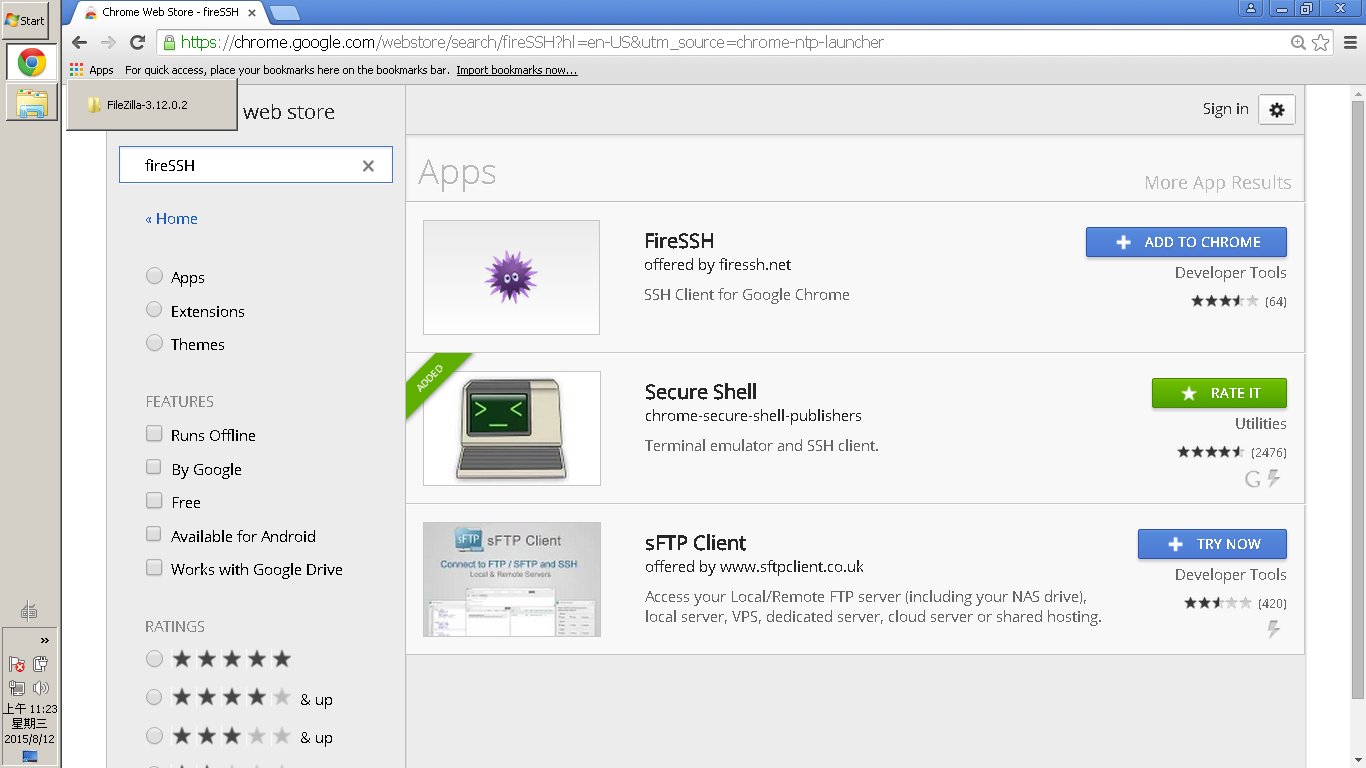 Start
Chrome Web Store - fireSSH
https://chrome.google.com/webstore/search/fireSSH?hl=en-US&utm_source=chrome-ntp-launcher
Apps For quick access, place your bookmarks here on the bookmarks bar. Import bookmarks now...
FileZilla-3.12.0.2
web store
Sign in
fireSSH
Apps
More App Results
« Home
Apps
Extensions
Themes
FEATURES
Runs Offline
By Google
Free
Available for Android
Works with Google Drive
RATINGS
& up
& up
FireSSH
offered by firessh.net
SSH Client for Google Chrome
ADD TO CHROME
Developer Tools
(64)
ADDED
Secure Shell
chrome-secure-shell-publishers
Terminal emulator and SSH client.
RATE IT
Utilities
(2476)
sFTP
sFTP Client
Connect to FTP / SFTP and SSH
Local & Remote Servers
sFTP Client
offered by www.sftpclient.co.uk
Access your Local/Remote FTP server (including your NAS drive),
local server, VPS, dedicated server, cloud server or shared hosting.
TRY NOW
Developer Tools
(420)
上午 11:23
星期三
2015/8/12